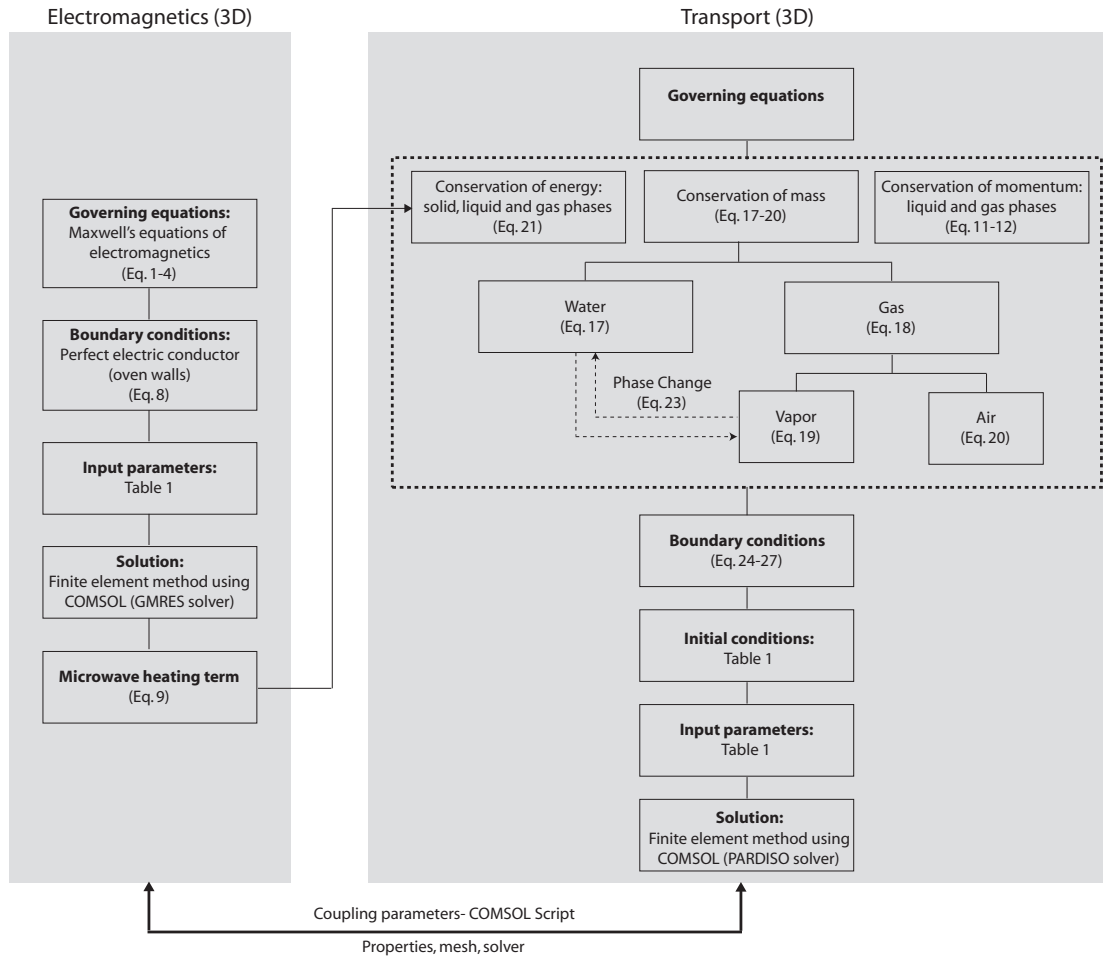 Electromagnetics (3D)
Transport (3D)
Governing equations:
Maxwell's equations of
electromagnetics
(Eq. 1-4)
Boundary conditions:
Perfect electric conductor
(oven walls)
(Eq. 8)
Input parameters:
Table 1
Solution:
Finite element method using
COMSOL (GMRES solver)
Microwave heating term
(Eq. 9)
Governing equations
Conservation of energy:
solid, liquid and gas phases
(Eq. 21)
Conservation of mass
(Eq. 17-20)
Conservation of momentum:
liquid and gas phases
(Eq. 11-12)
Water
(Eq. 17)
Gas
(Eq. 18)
Phase Change
(Eq. 23)
Vapor
(Eq. 19)
Air
(Eq. 20)
Boundary conditions
(Eq. 24-27)
Initial conditions:
Table 1
Input parameters:
Table 1
Solution:
Finite element method using
COMSOL (PARDISO solver)
Coupling parameters- COMSOL Script
Properties, mesh, solver